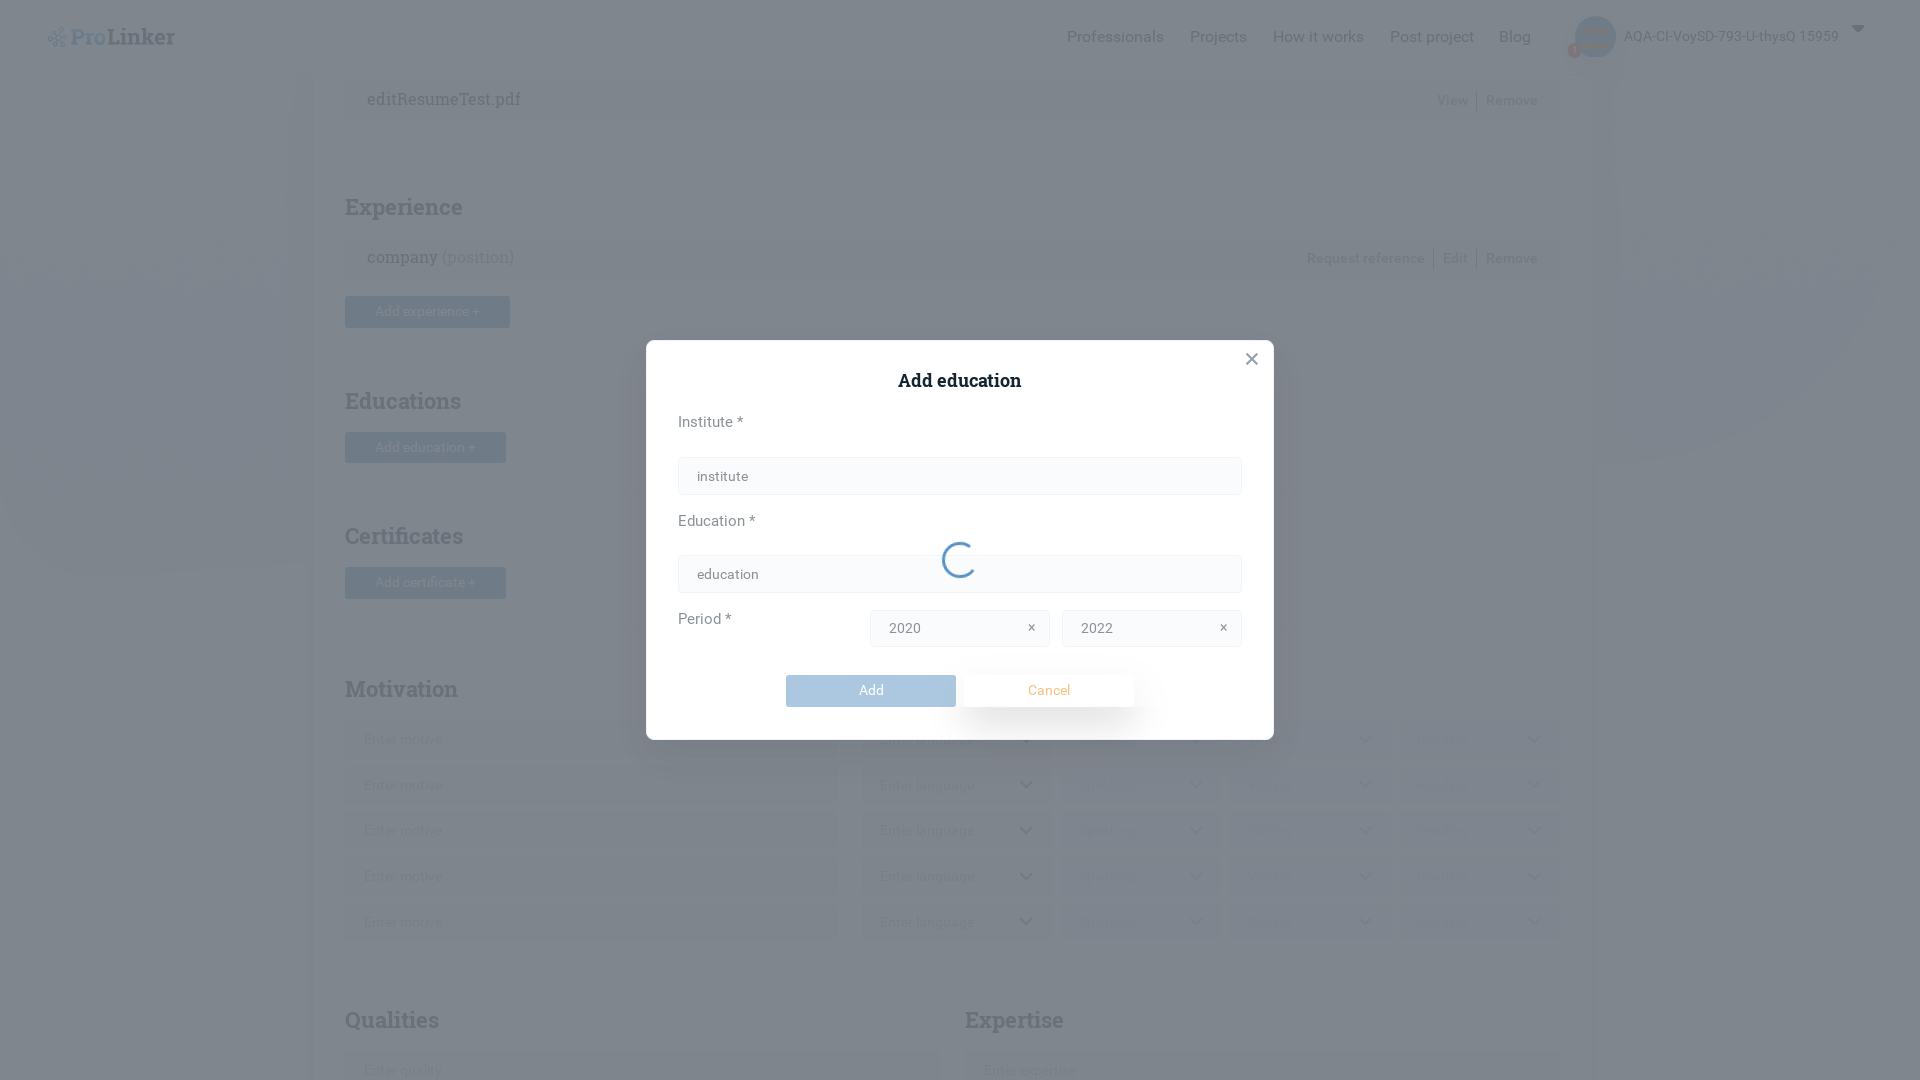 ProLinker
Professionals Projects How it works Post project Blog
1
AQA-CI-VoySD-793-U-thysQ 15959
editResumeTest.pdf
View Remove
Experience
company (position)
Request reference Edit Remove
Add experience +
Educations
Add education +
Certificates
Add certificate +
Add education
Institute *
institute
Education *
education
Period *
2020 ×
2022 ×
Add
Cancel
Motivation
Enter motive
Enter motive
Enter language
Enter motive
Enter language
Enter motive
Enter language
Enter motive
Enter language
Qualities
Expertise
Enter quality
Enter expertise